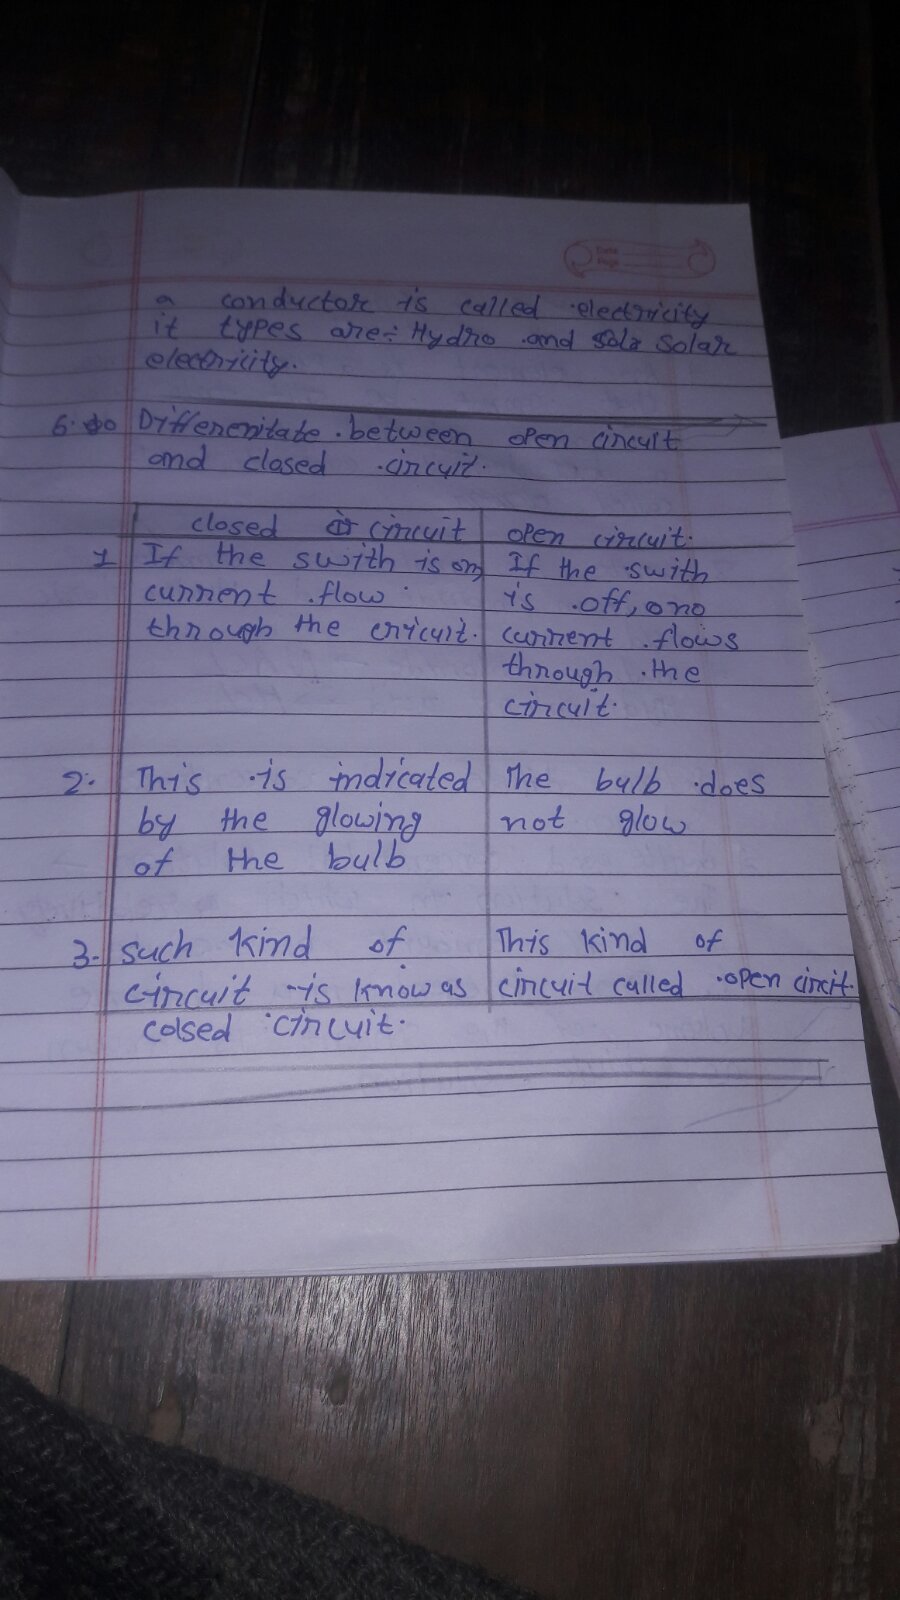 Date
Page
a conductor is called electricity
it types are:- Hydro and Solar
electricity.
6. Differenitate between open circuit
and closed circuit.
closed circuit
open circuit.
1 If the swith is on
current flow
through the cricuit.
If the swith
is off, no
current flows
through the
circuit.
2. This is indicated
by the glowing
of the bulb
The bulb does
not glow
3. such kind of
circuit is know as
colsed circuit.
This kind of
circuit called open circit.